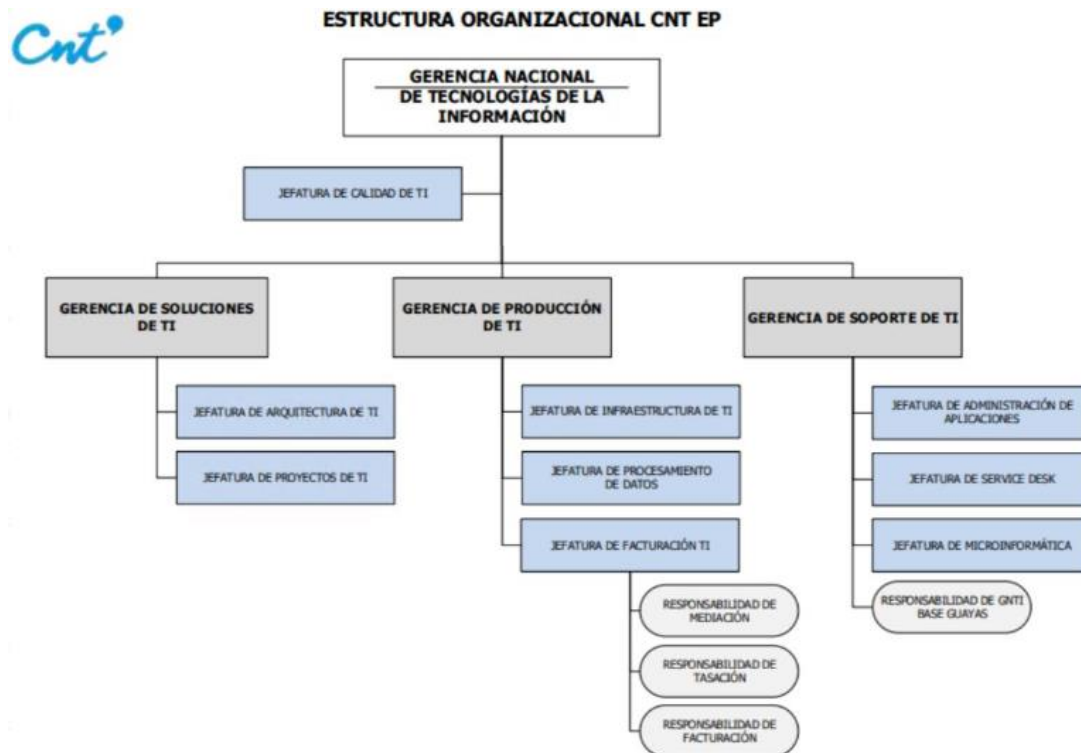 ESTRUCTURA ORGANIZACIONAL CNT EP
Cnt
GERENCIA NACIONAL
DE TECNOLOGÍAS DE LA
INFORMACIÓN
JEFATURA DE CALIDAD DE TI
GERENCIA DE SOLUCIONES
DE TI
GERENCIA DE PRODUCCIÓN
DE TI
GERENCIA DE SOPORTE DE TI
JEFATURA DE ARQUITECTURA DE TI
JEFATURA DE PROYECTOS DE TI
JEFATURA DE INFRAESTRUCTURA DE TI
JEFATURA DE PROCESAMIENTO
DE DATOS
JEFATURA DE FACTURACIÓN TI
RESPONSABILIDAD DE
MEDIACIÓN
RESPONSABILIDAD DE
TASACIÓN
RESPONSABILIDAD DE
FACTURACIÓN
JEFATURA DE ADMINISTRACIÓN DE
APLICACIONES
JEFATURA DE SERVICE DESK
JEFATURA DE MICROINFORMÁTICA
RESPONSABILIDAD DE GNTI
BASE GUAYAS